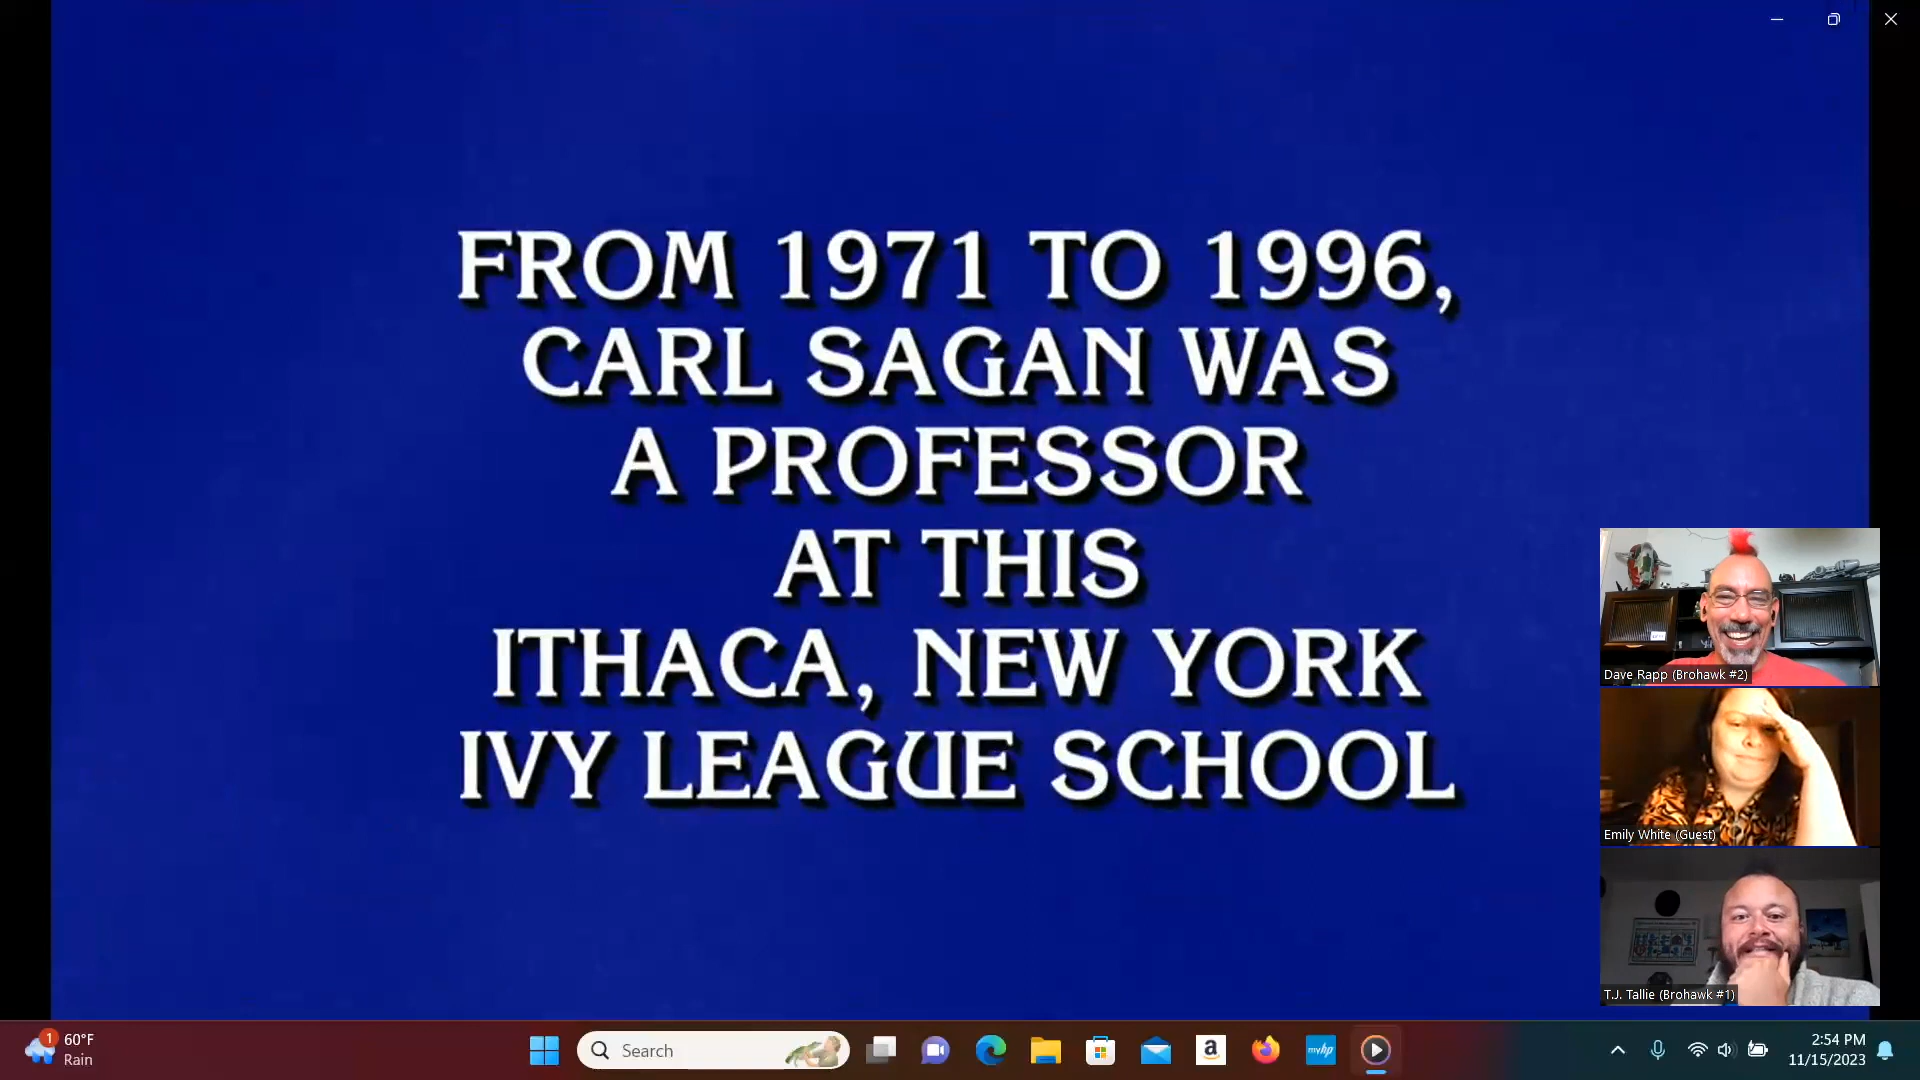 FROM 1971 TO 1996,
CARL SAGAN WAS
A PROFESSOR
AT THIS
ITHACA, NEW YORK
IVY LEAGUE SCHOOL
Dave Rapp (Brohawk #2)
Emily White (Guest)
T.J. Tallie (Brohawk #1)
1
60°F
Rain
Search
a
myhp
2:54 PM
11/15/2023